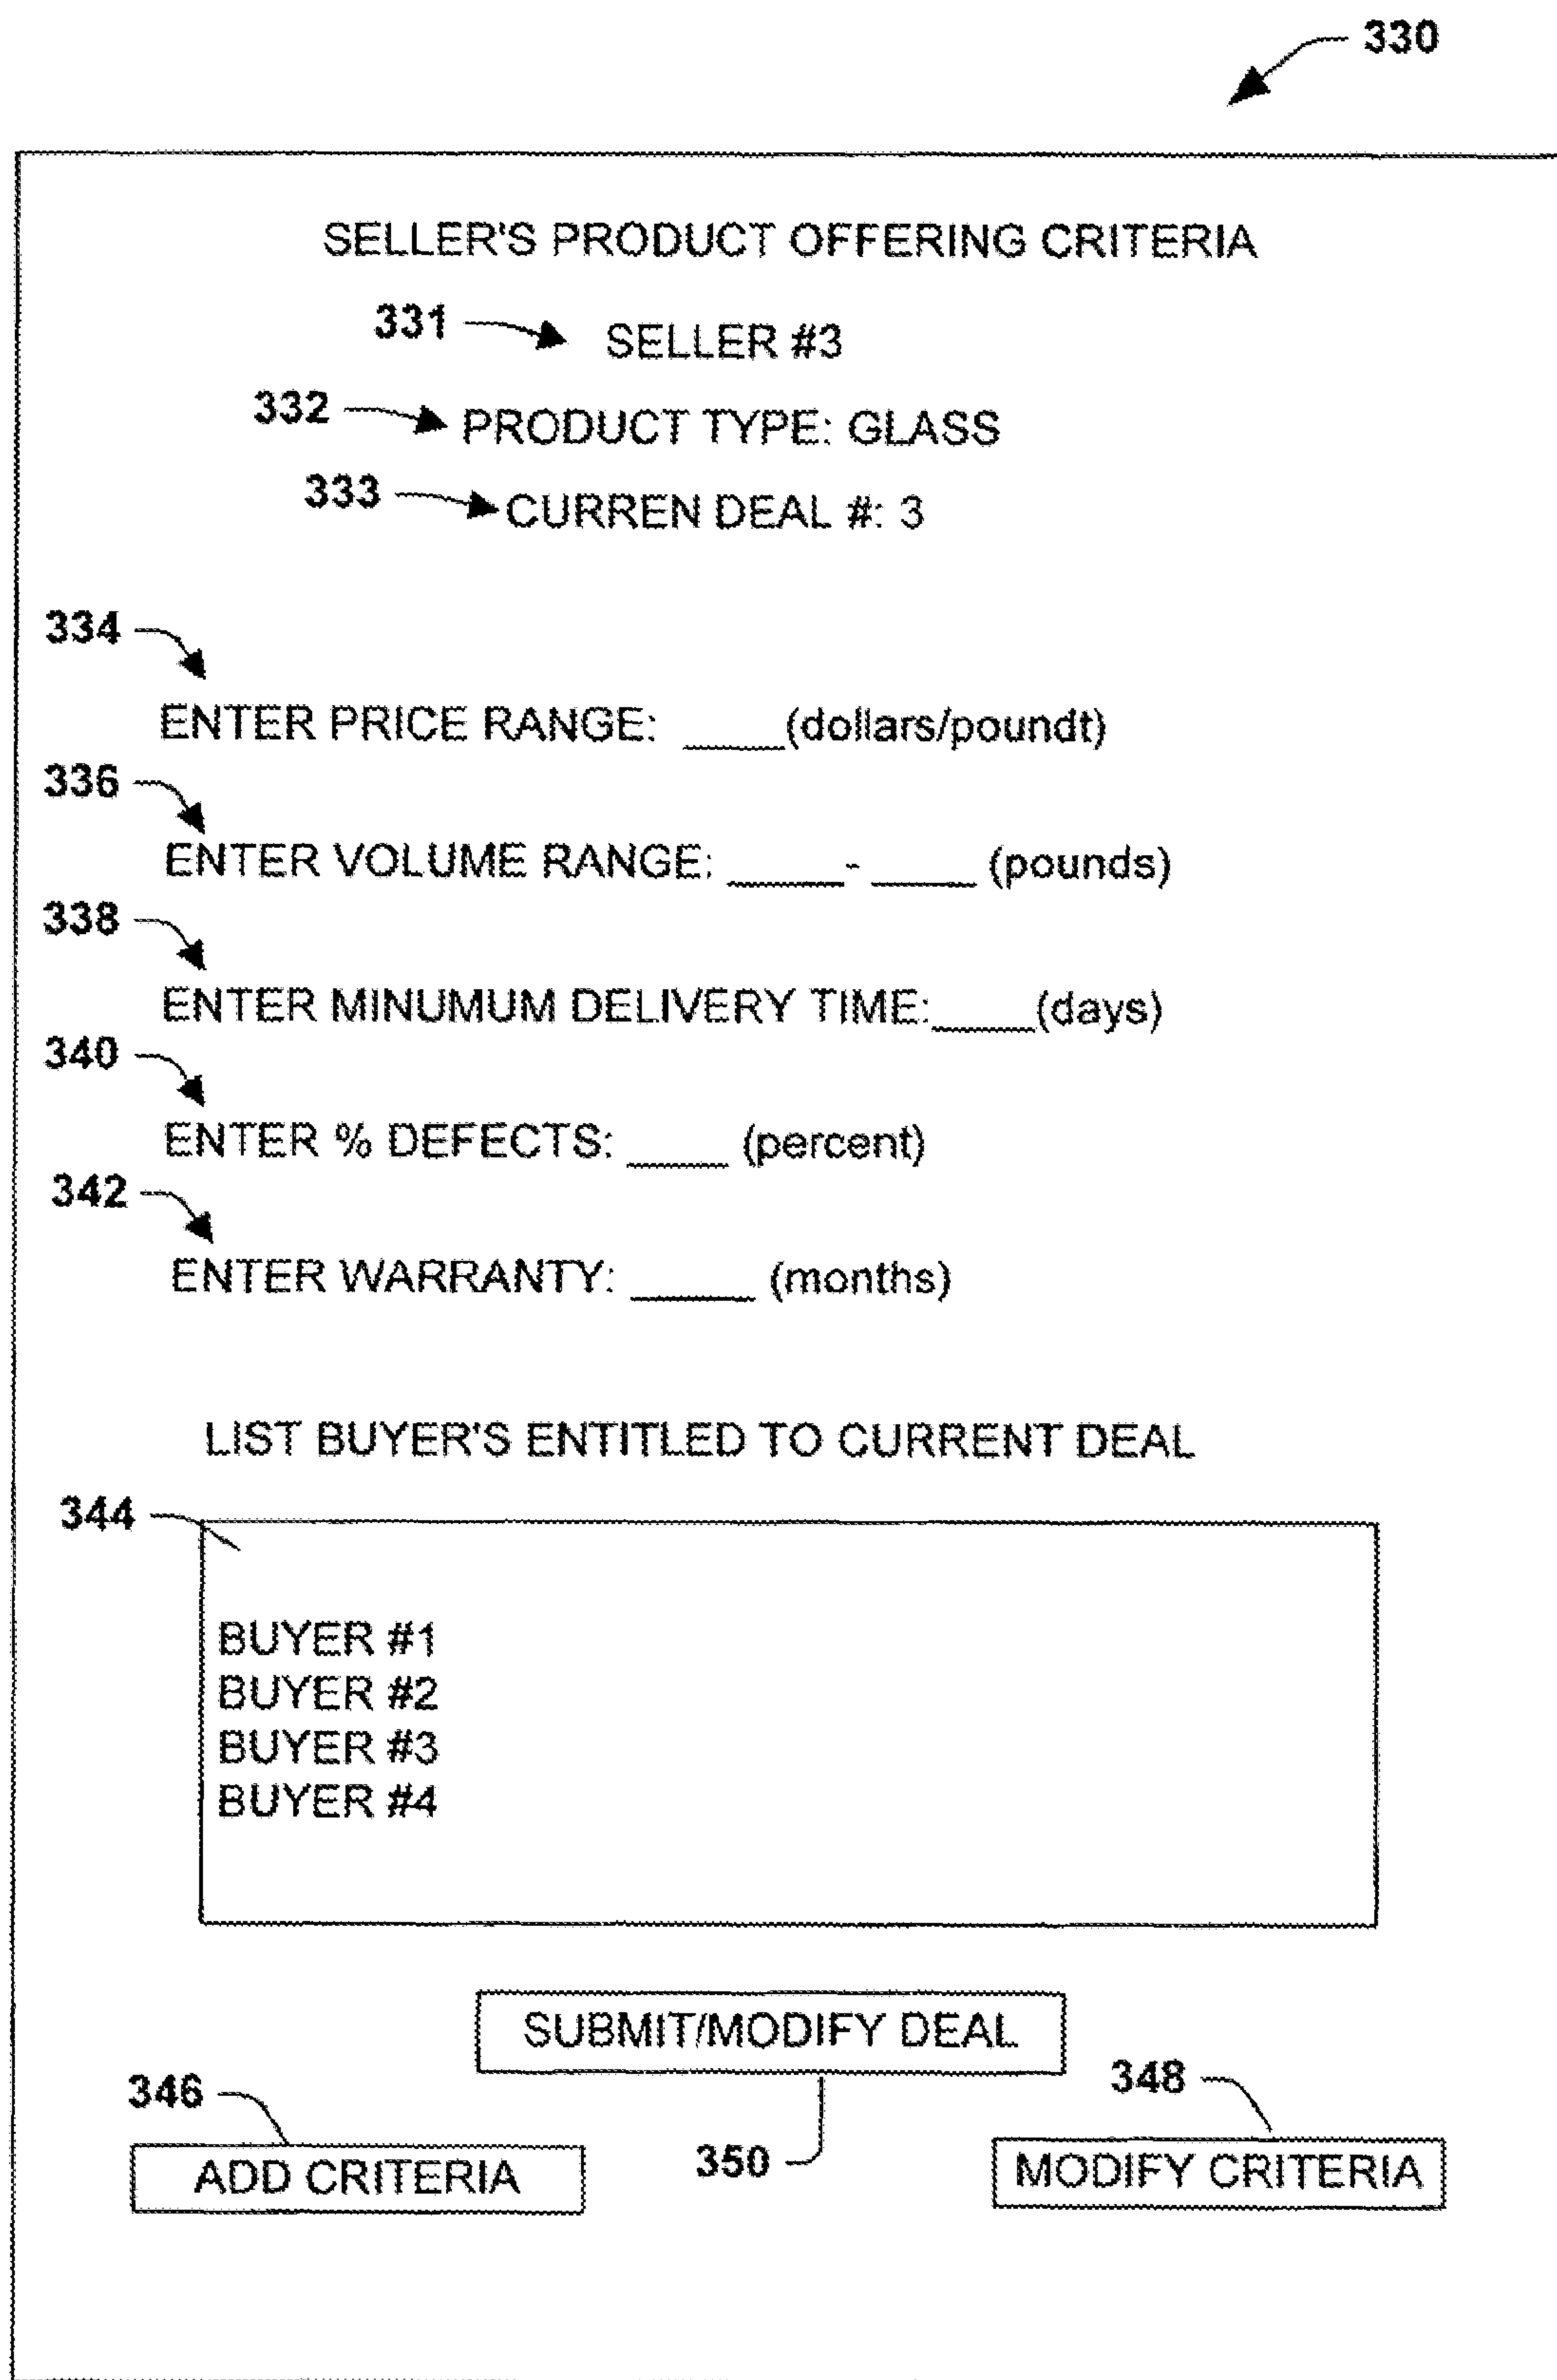 330
SELLER'S PRODUCT OFFERING CRITERIA
331 SELLER #3
332 PRODUCT TYPE: GLASS
333 CURREN DEAL #: 3
334
ENTER PRICE RANGE: ____(dollars/poundt)
336
ENTER VOLUME RANGE: ____- ____ (pounds)
338
ENTER MINUMUM DELIVERY TIME:____(days)
340
ENTER % DEFECTS: ____ (percent)
342
ENTER WARRANTY: _____ (months)
LIST BUYER'S ENTITLED TO CURRENT DEAL
344
BUYER #1
BUYER #2
BUYER #3
BUYER #4
SUBMIT/MODIFY DEAL
346 348
350
ADD CRITERIA MODIFY CRITERIA